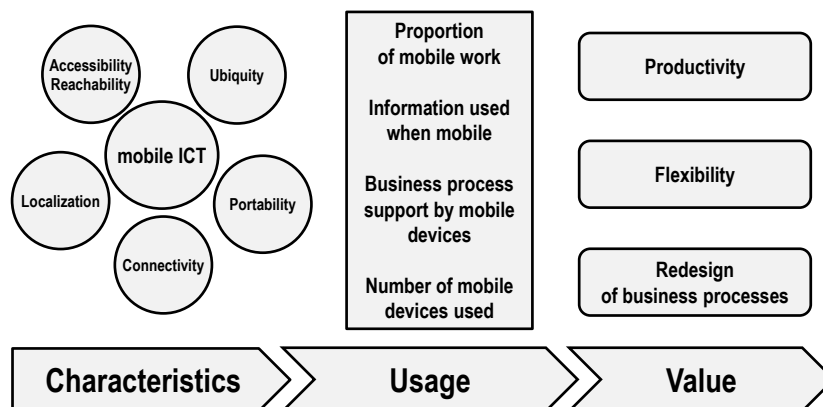 Accessibility
Reachability
Ubiquity
mobile ICT
Localization
Portability
Connectivity
Proportion
of mobile work
Information used
when mobile
Business process
support by mobile
devices
Number of mobile
devices used
Productivity
Flexibility
Redesign
of business processes
Characteristics
Usage
Value